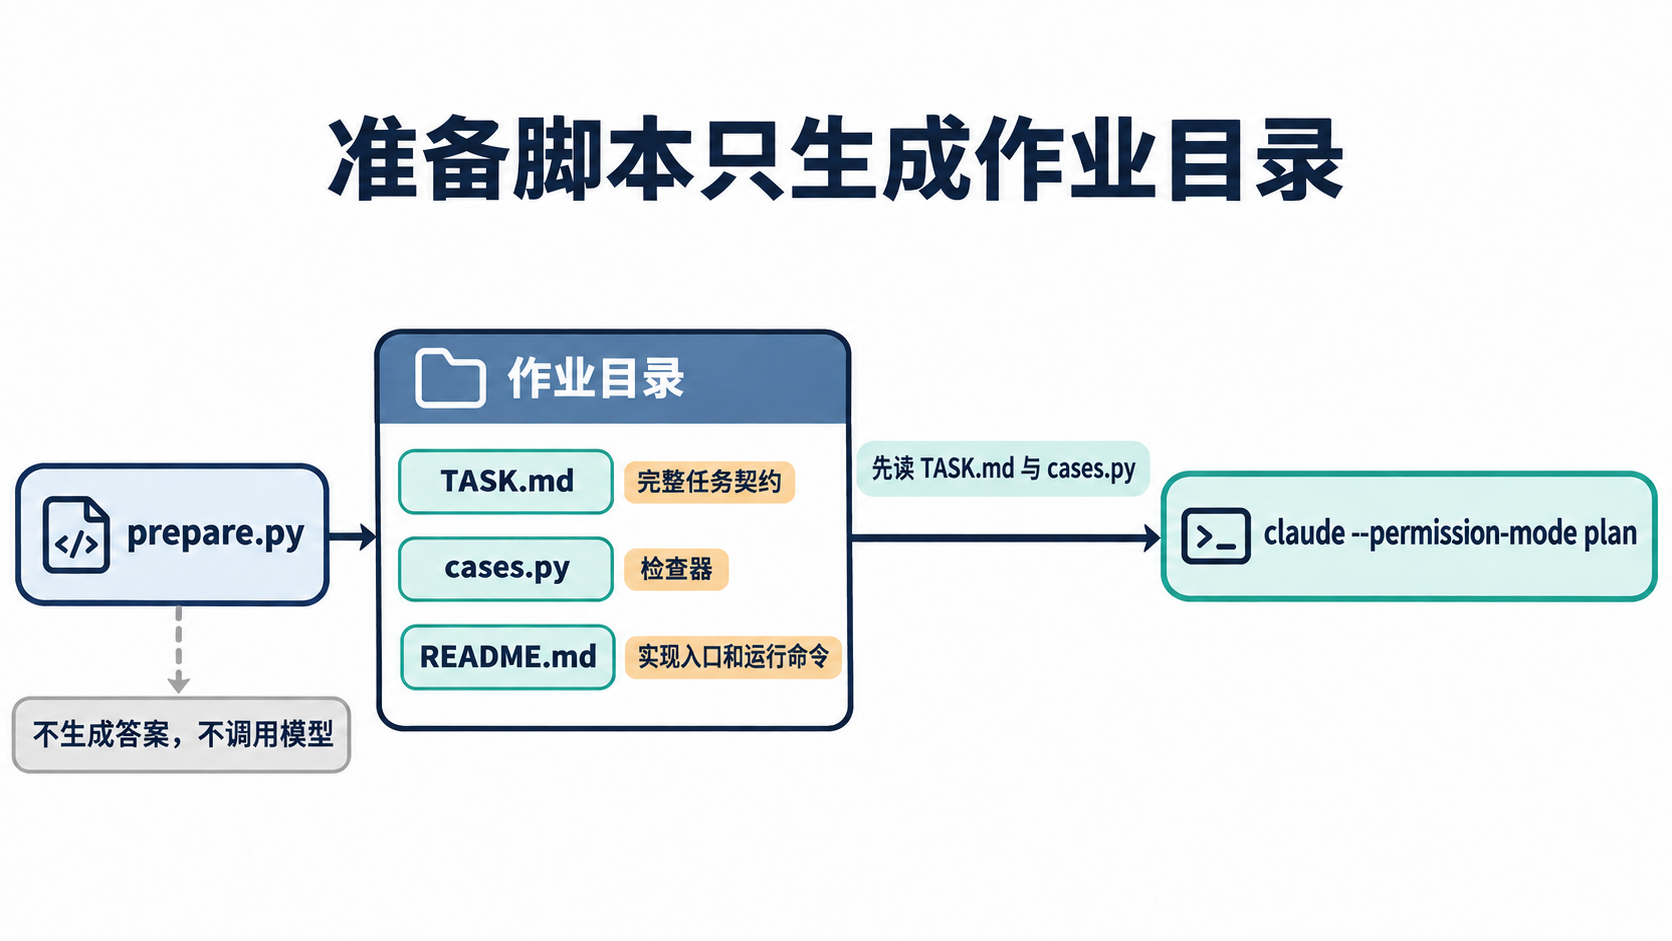 准备脚本只生成作业目录
prepare.py
不生成答案，不调用模型
作业目录
TASK.md
完整任务契约
cases.py
检查器
README.md
实现入口和运行命令
先读 TASK.md 与 cases.py
claude --permission-mode plan